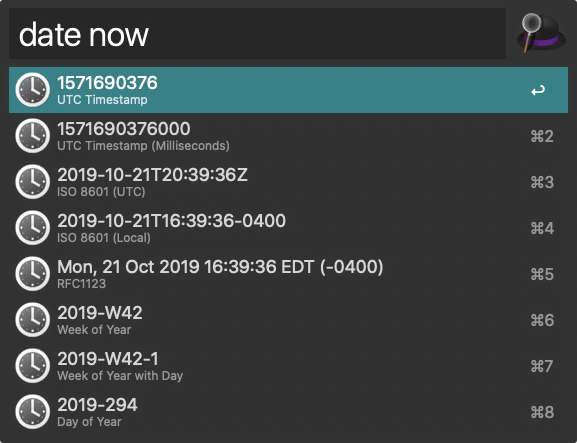 date now
1571690376
UTC Timestamp
1571690376000
UTC Timestamp (Milliseconds)
⌘2
2019-10-21T20:39:36Z
ISO 8601 (UTC)
⌘3
2019-10-21T16:39:36-0400
ISO 8601 (Local)
⌘4
Mon, 21 Oct 2019 16:39:36 EDT (-0400)
RFC1123
⌘5
2019-W42
Week of Year
⌘6
2019-W42-1
Week of Year with Day
⌘7
2019-294
Day of Year
⌘8